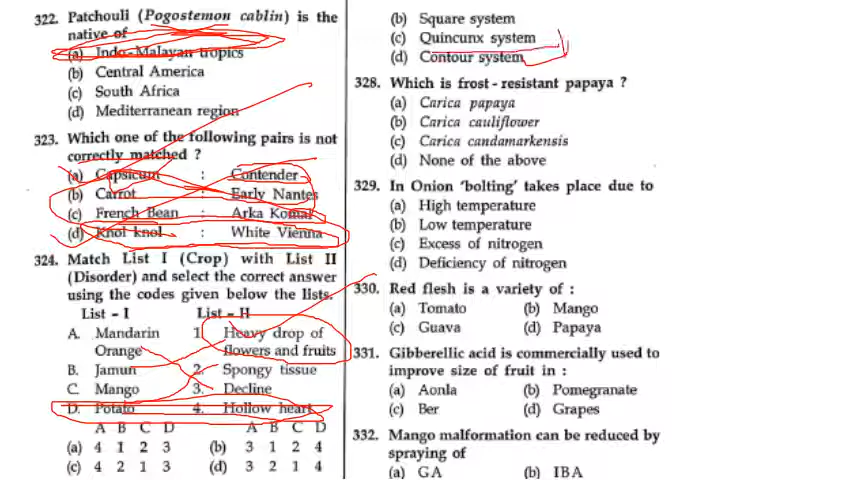 322. Patchouli (Pogostemon cablin) is the
native of
(a) Indo-Malayan tropics
(b) Central America
(c) South Africa
(d) Mediterranean region
323. Which one of the following pairs is not
correctly matched ?
(a) Capsicum : Contender
(b) Carrot : Early Nantes
(c) French Bean : Arka Komal
(d) Knol knol : White Vienna
324. Match List I (Crop) with List II
(Disorder) and select the correct answer
using the codes given below the lists.
List - I List - II
A. Mandarin 1. Heavy drop of
Orange flowers and fruits
B. Jamun 2. Spongy tissue
C. Mango 3. Decline
D. Potato 4. Hollow heart
A B C D A B C D
(a) 4 1 2 3 (b) 3 1 2 4
(c) 4 2 1 3 (d) 3 2 1 4
(b) Square system
(c) Quincunx system
(d) Contour system
328. Which is frost - resistant papaya ?
(a) Carica papaya
(b) Carica cauliflower
(c) Carica candamarkensis
(d) None of the above
329. In Onion 'bolting' takes place due to
(a) High temperature
(b) Low temperature
(c) Excess of nitrogen
(d) Deficiency of nitrogen
330. Red flesh is a variety of :
(a) Tomato (b) Mango
(c) Guava (d) Papaya
331. Gibberellic acid is commercially used to
improve size of fruit in :
(a) Aonla (b) Pomegranate
(c) Ber (d) Grapes
332. Mango malformation can be reduced by
spraying of
(a) GA (b) IBA